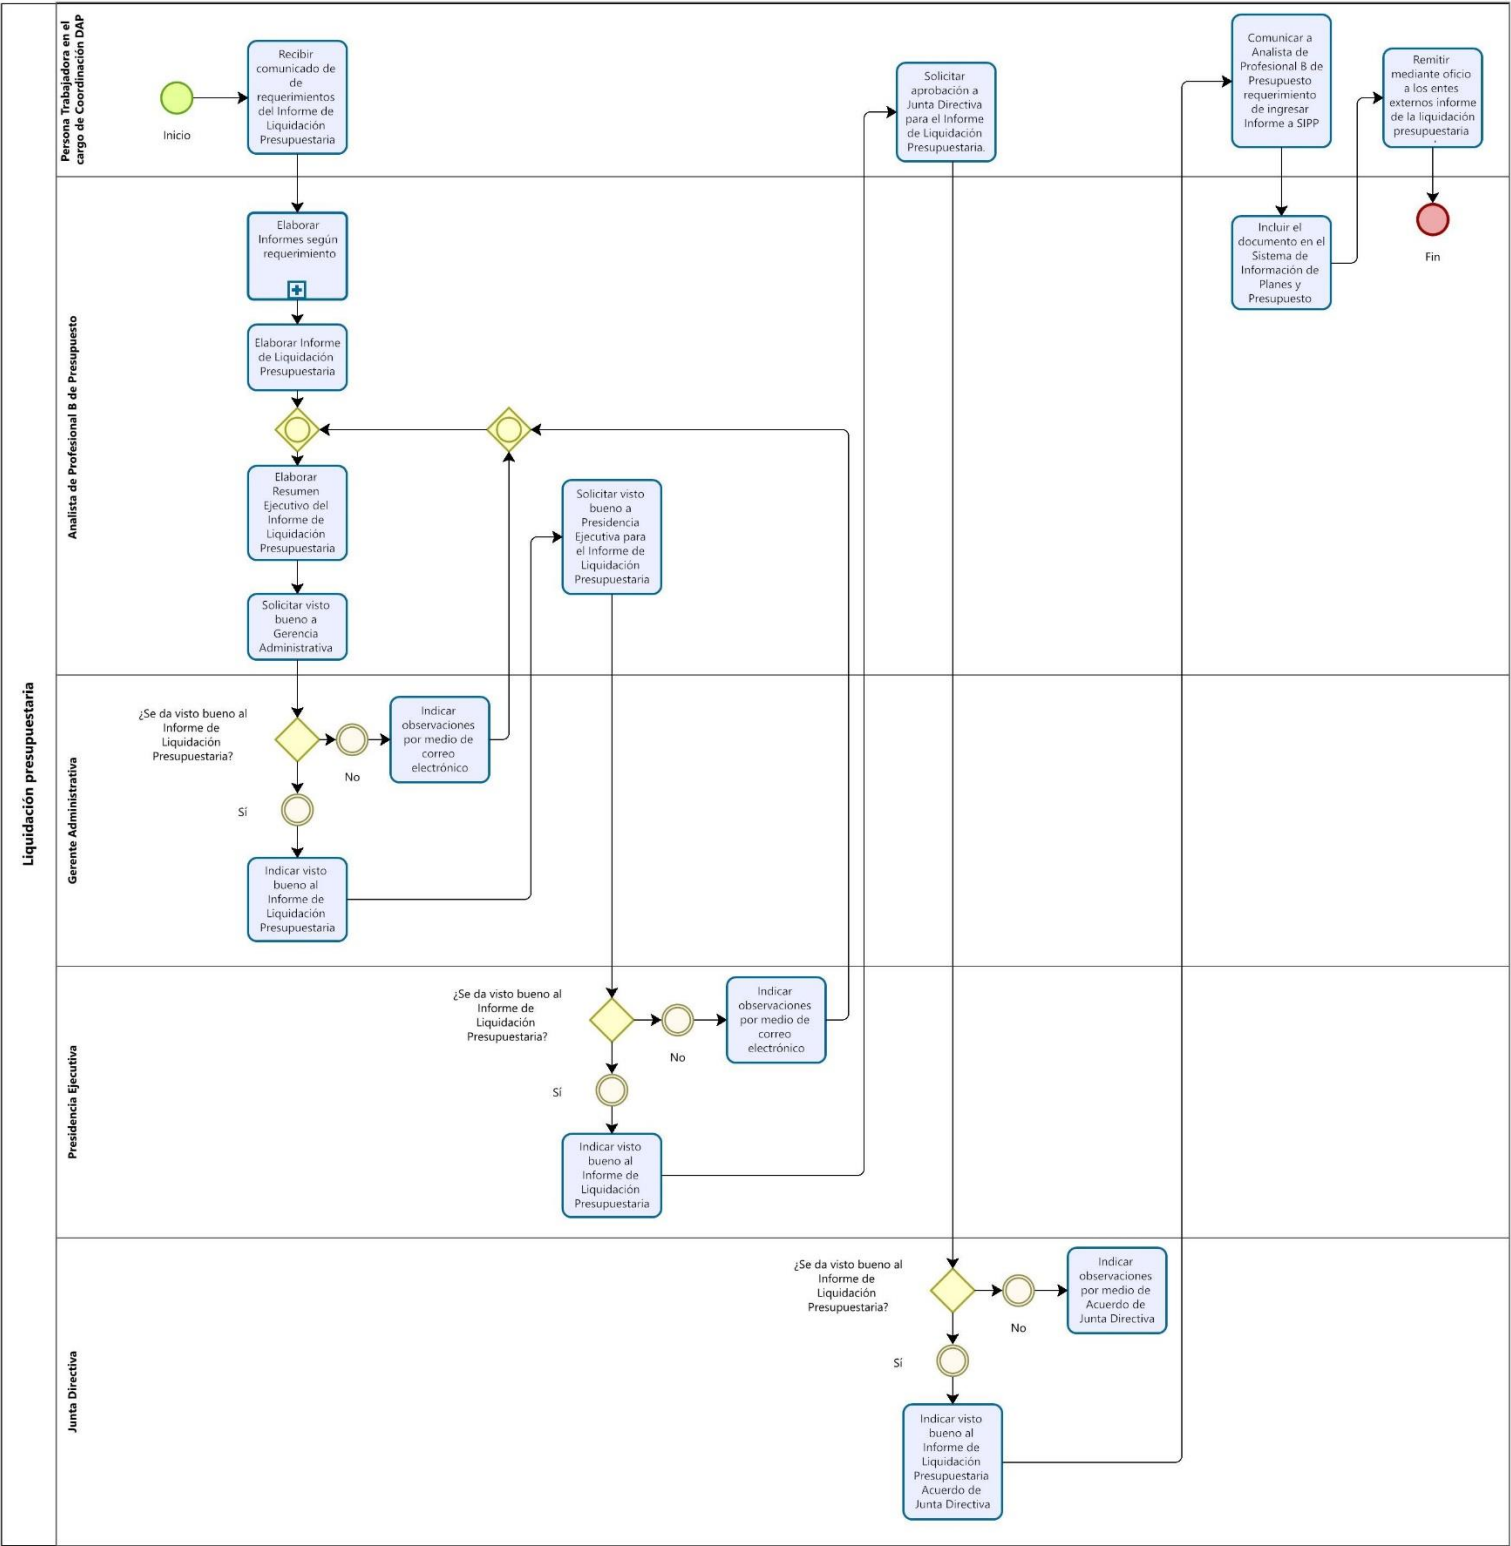 Liquidación presupuestaria
Persona Trabajadora en el
cargo de Coordinación DAP
Inicio
Recibir
comunicado de
de
requerimientos
del Informe de
Liquidación
Presupuestaria
Solicitar
aprobación a
Junta Directiva
para el Informe
de Liquidación
Presupuestaria.
Comunicar a
Analista de
Profesional B de
Presupuesto
requerimiento
de ingresar
Informe a SIPP
Remitir
mediante oficio
a los entes
externos informe
de la liquidación
presupuestaria
.
Analista de Profesional B de Presupuesto
Elaborar
Informes según
requerimiento
Incluir el
documento en el
Sistema de
Información de
Planes y
Presupuesto
Fin
Elaborar Informe
de Liquidación
Presupuestaria
Elaborar
Resumen
Ejecutivo del
Informe de
Liquidación
Presupuestaria
Solicitar visto
bueno a
Presidencia
Ejecutiva para
el Informe de
Liquidación
Presupuestaria
Solicitar visto
bueno a
Gerencia
Administrativa
Gerente Administrativa
¿Se da visto bueno al
Informe de
Liquidación
Presupuestaria?
No
Indicar
observaciones
por medio de
correo
electrónico
Sí
Indicar visto
bueno al
Informe de
Liquidación
Presupuestaria
Presidencia Ejecutiva
¿Se da visto bueno al
Informe de
Liquidación
Presupuestaria?
No
Indicar
observaciones
por medio de
correo
electrónico
Sí
Indicar visto
bueno al
Informe de
Liquidación
Presupuestaria
Junta Directiva
¿Se da visto bueno al
Informe de
Liquidación
Presupuestaria?
No
Indicar
observaciones
por medio de
Acuerdo de
Junta Directiva
Sí
Indicar visto
bueno al
Informe de
Liquidación
Presupuestaria
Acuerdo de
Junta Directiva